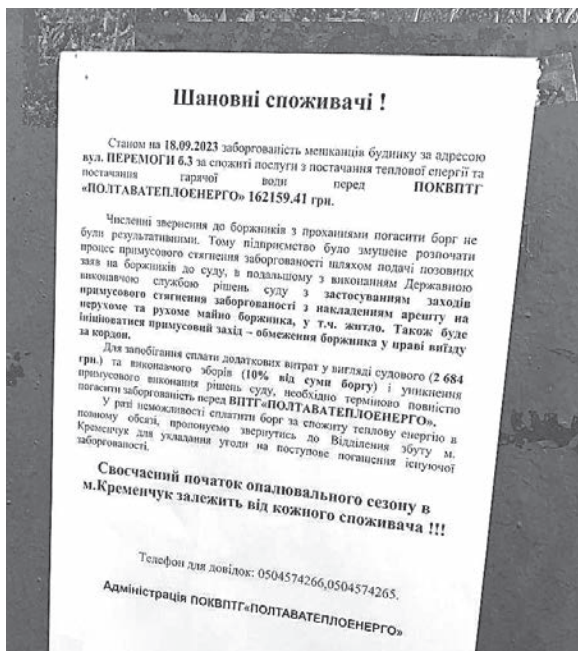 Шановні споживачі !
Станом на 18.09.2023 заборгованість мешканців будинку за адресою
вул. ПЕРЕМОГИ б.3 за спожиті послуги з постачання теплової енергії та
постачання гарячої води перед ПОКВПТГ
«ПОЛТАВАТЕПЛОЕНЕРГО» 162159.41 грн.
Численні звернення до боржників з проханнями погасити борг не
були результативними. Тому підприємство було змушене розпочати
процес примусового стягнення заборгованості шляхом подачі позовних
заяв на боржників до суду, в подальшому з виконанням Державною
виконавчою службою рішень суду з застосуванням заходів
примусового стягнення заборгованості з накладенням арешту на
нерухоме та рухоме майно боржника, у т.ч. житло. Також буде
ініціюватися примусовий захід – обмеження боржника у праві виїзду
за кордон.
Для запобігання сплати додаткових витрат у вигляді судового (2 684
грн.) та виконавчого зборів (10% від суми боргу) і уникнення
примусового виконання рішень суду, необхідно терміново повністю
погасити заборгованість перед ВПТГ«ПОЛТАВАТЕПЛОЕНЕРГО».
У разі неможливості сплатити борг за спожиту теплову енергію в
повному обсязі, пропонуємо звернутись до Відділення збуту м.
Кременчук для укладання угоди на поступове погашення існуючої
заборгованості.
Своєчасний початок опалювального сезону в
м.Кременчук залежить від кожного споживача !!!
Телефон для довілок: 0504574266,0504574265.
Адміністрація ПОКВПТГ«ПОЛТАВАТЕПЛОЕНЕРГО»